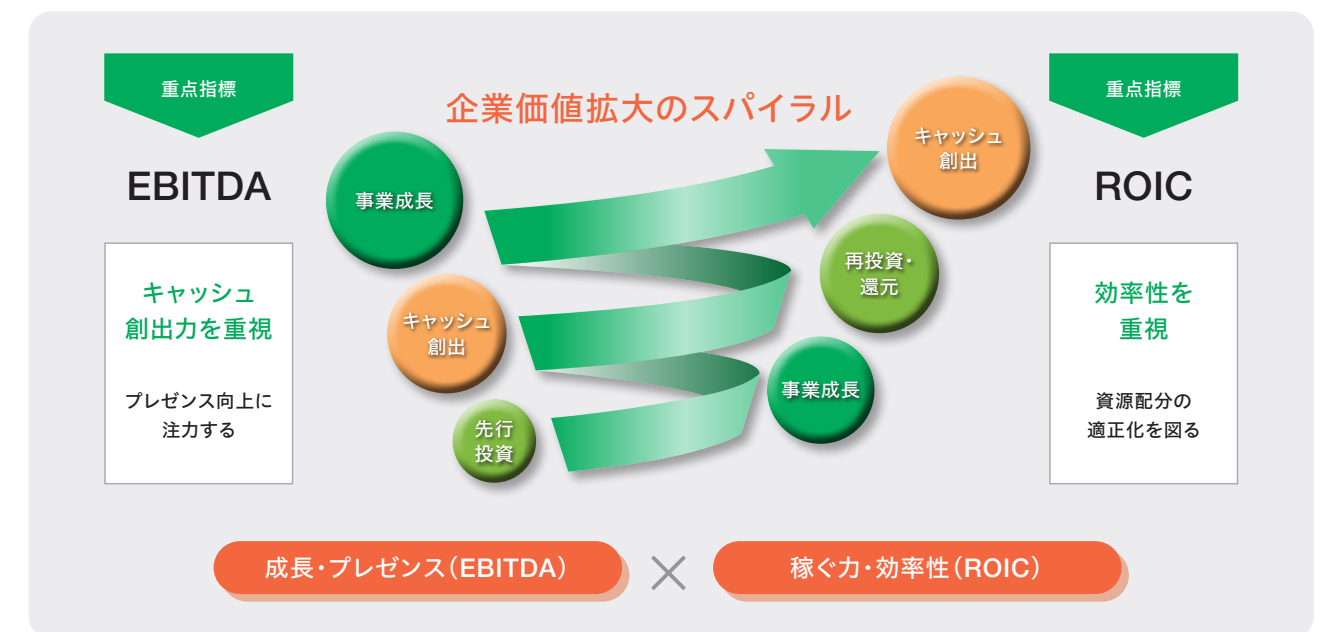 重点指標
EBITDA
キャッシュ
創出力を重視
プレゼンス向上に
注力する
企業価値拡大のスパイラル
事業成長
キャッシュ
創出
先行
投資
キャッシュ
創出
再投資・
還元
事業成長
重点指標
ROIC
効率性を
重視
資源配分の
適正化を図る
成長・プレゼンス(EBITDA)
×
稼ぐ力・効率性(ROIC)